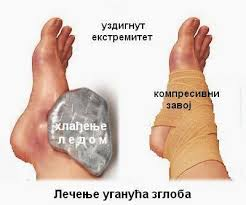 уздигнут
екстремитет
компресивни
завој
хлађење
ледом
Лечење уганућа зглоба